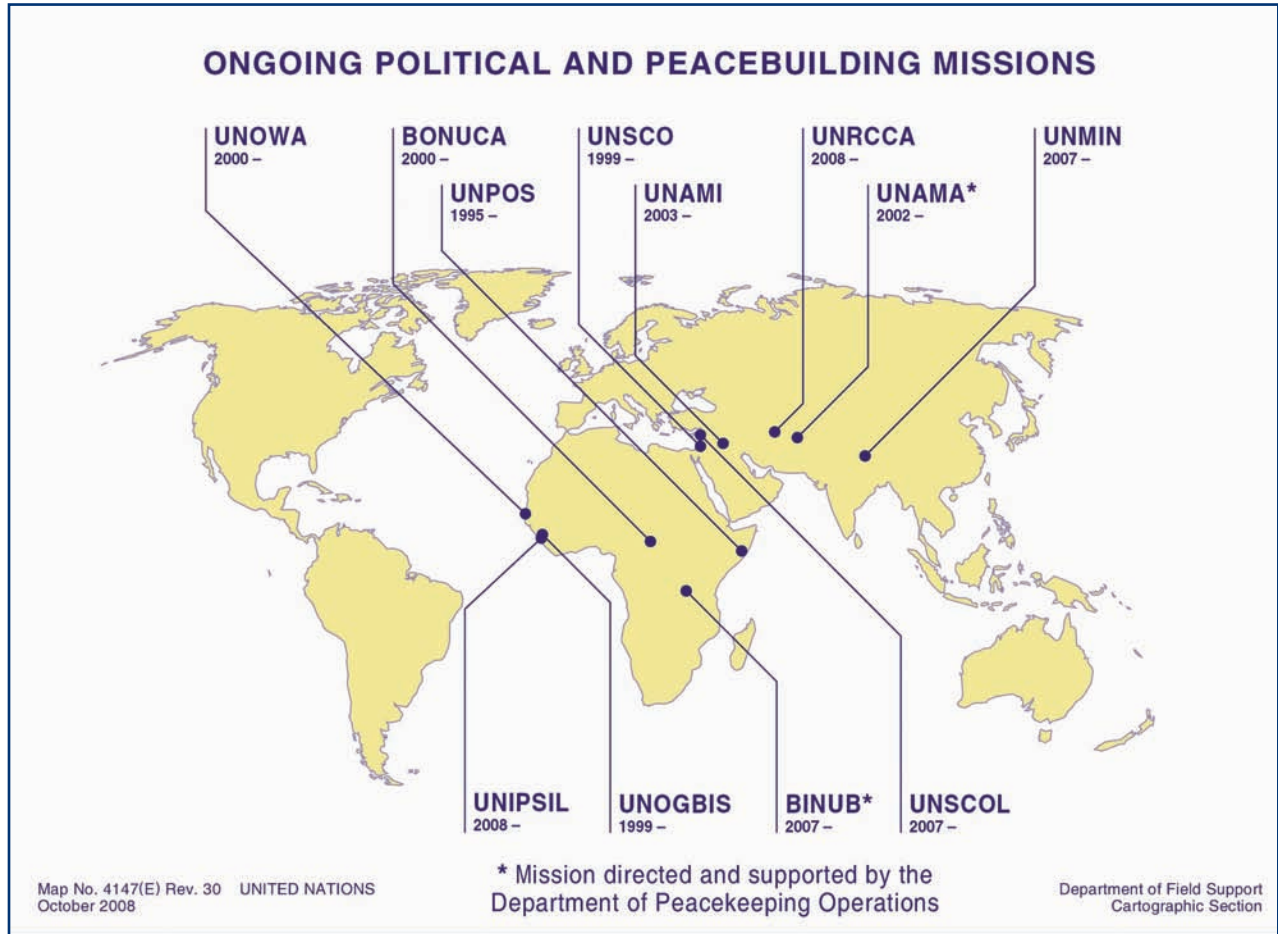 ONGOING POLITICAL AND PEACEBUILDING MISSIONS
UNOWA
2000 –
BONUCA
2000 –
UNSCO
1999 –
UNRCCA
2008 –
UNMIN
2007–
UNPOS
1995 –
UNAMI
2003 –
UNAMA*
2002 –
UNIPSIL
2008 –
UNOGBIS
1999 –
BINUB*
2007 –
UNSCOL
2007 –
* Mission directed and supported by the
Department of Peacekeeping Operations
Map No. 4147(E) Rev. 30 UNITED NATIONS
October 2008
Department of Field Support
Cartographic Section